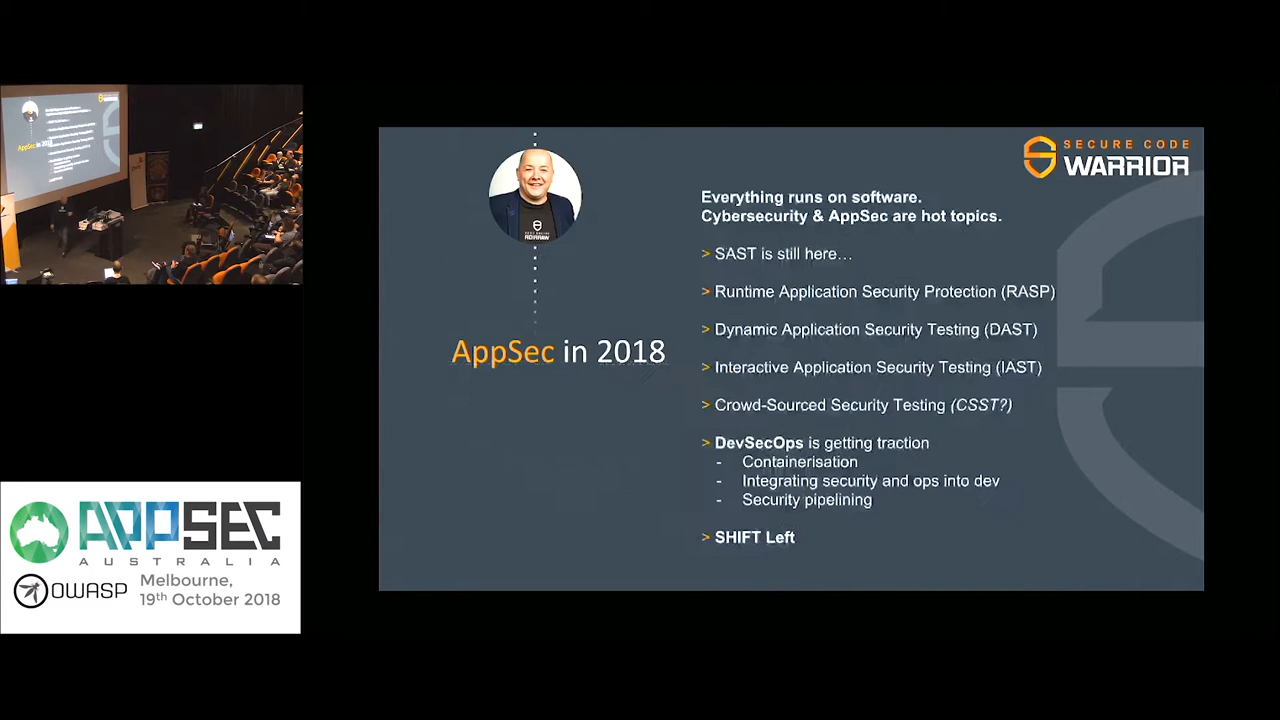 SECURE CODE
WARRIOR
Everything runs on software.
Cybersecurity & AppSec are hot topics.
> SAST is still here…
> Runtime Application Security Protection (RASP)
> Dynamic Application Security Testing (DAST)
AppSec in 2018
> Interactive Application Security Testing (IAST)
> Crowd-Sourced Security Testing (CSST?)
> DevSecOps is getting traction
- Containerisation
- Integrating security and ops into dev
- Security pipelining
> SHIFT Left
AppSec in 2018
APPSEC
AUSTRALIA
OWASP
Melbourne,
19th October 2018